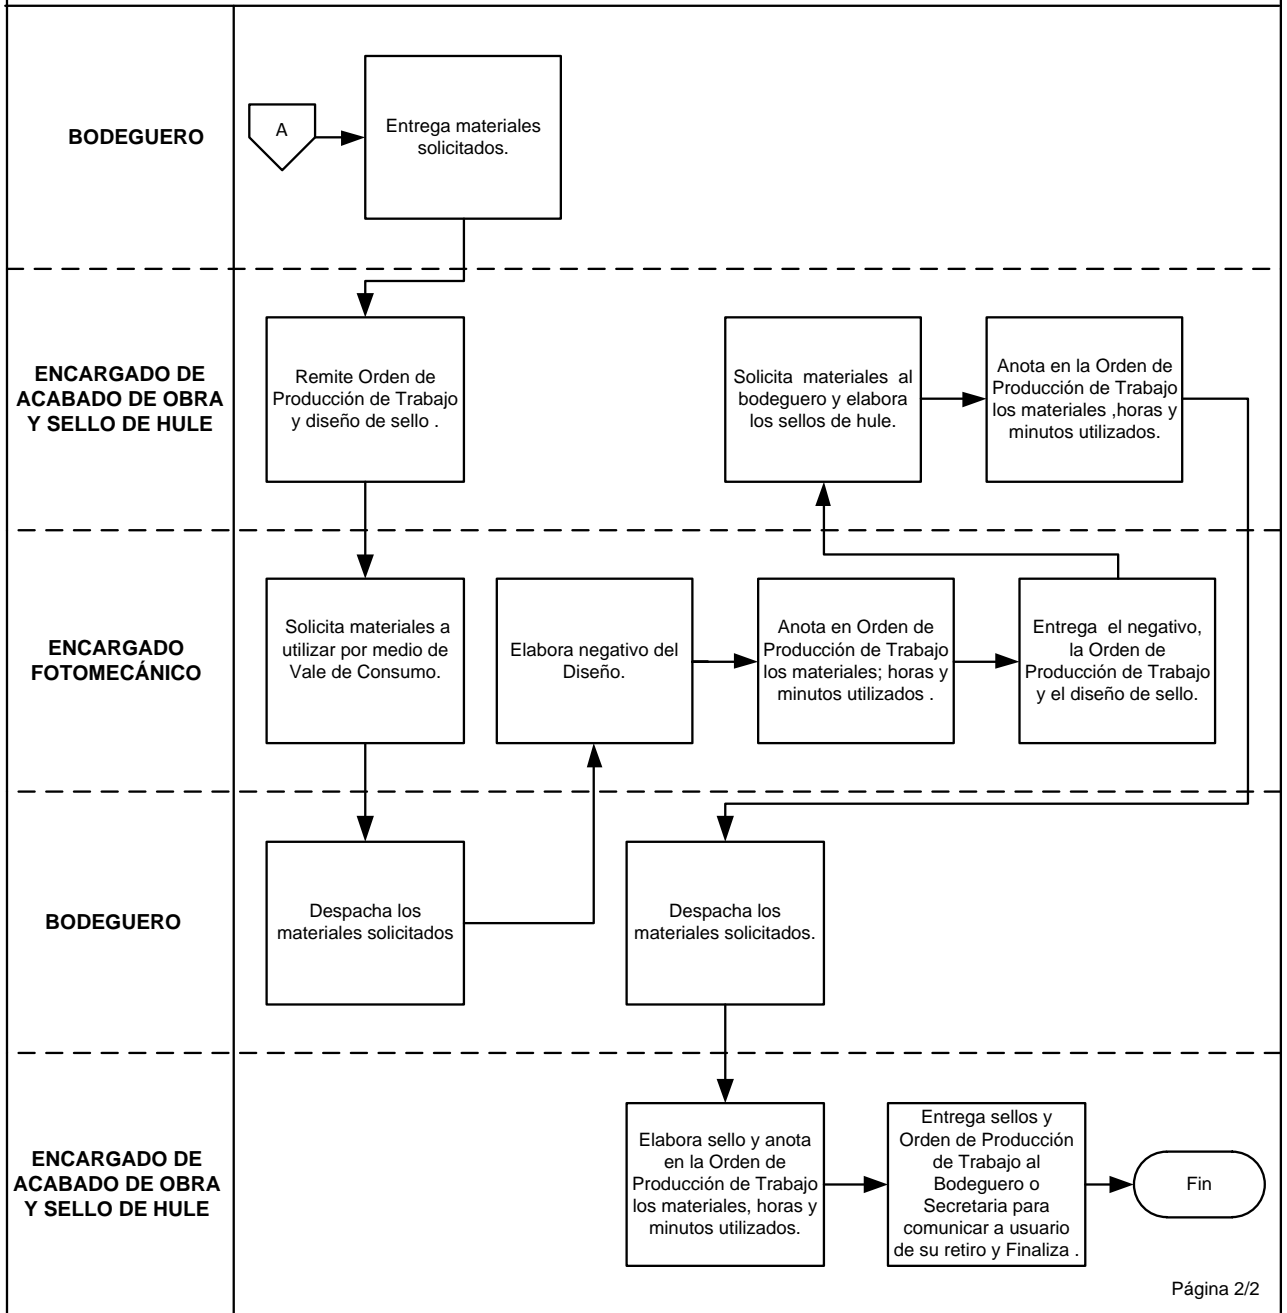 BODEGUERO
A
Entrega materiales
solicitados.
ENCARGADO DE
ACABADO DE OBRA
Y SELLO DE HULE
Remite Orden de
Producción de Trabajo
y diseño de sello .
Solicita materiales al
bodeguero y elabora
los sellos de hule.
Anota en la Orden de
Producción de Trabajo
los materiales ,horas y
minutos utilizados.
ENCARGADO
FOTOMECÁNICO
Solicita materiales a
utilizar por medio de
Vale de Consumo.
Elabora negativo del
Diseño.
Anota en Orden de
Producción de Trabajo
los materiales; horas y
minutos utilizados .
Entrega el negativo,
la Orden de
Producción de Trabajo
y el diseño de sello.
BODEGUERO
Despacha los
materiales solicitados
Despacha los
materiales solicitados.
ENCARGADO DE
ACABADO DE OBRA
Y SELLO DE HULE
Elabora sello y anota
en la Orden de
Producción de Trabajo
los materiales, horas y
minutos utilizados.
Entrega sellos y
Orden de Producción
de Trabajo al
Bodeguero o
Secretaria para
comunicar a usuario
de su retiro y Finaliza .
Fin
Página 2/2